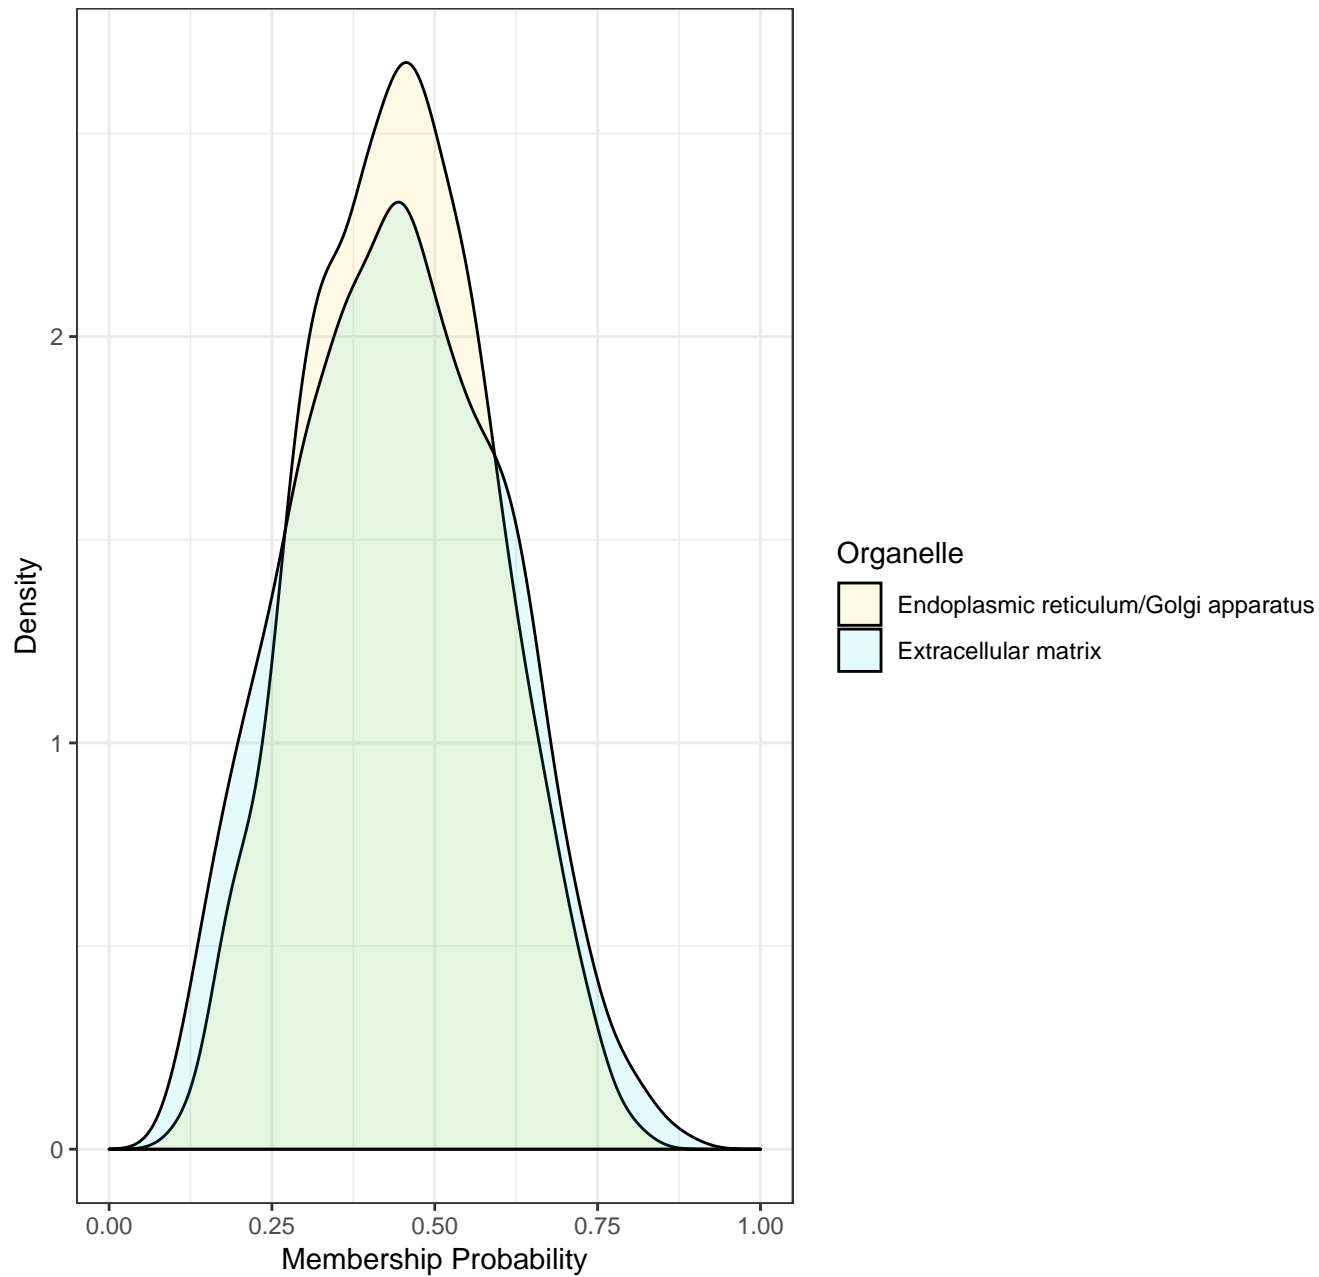 2
1
0
Density
0.00 0.25 0.50 0.75 1.00
Membership Probability
Organelle
Endoplasmic reticulum/Golgi apparatus
Extracellular matrix